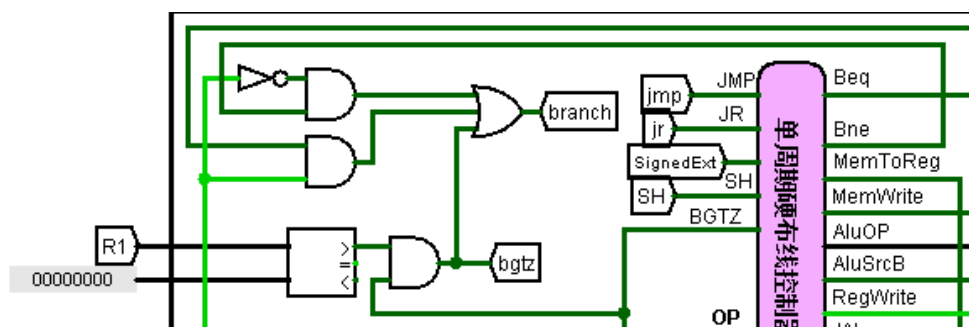 branch
R1
00000000
>
=
<
bgtz
jmp
JMP
jr
JR
SignedExt
SH
SH
BGTZ
OP
单周期硬布线控制器
Beq
Bne
MemToReg
MemWrite
AluOP
AluSrcB
RegWrite